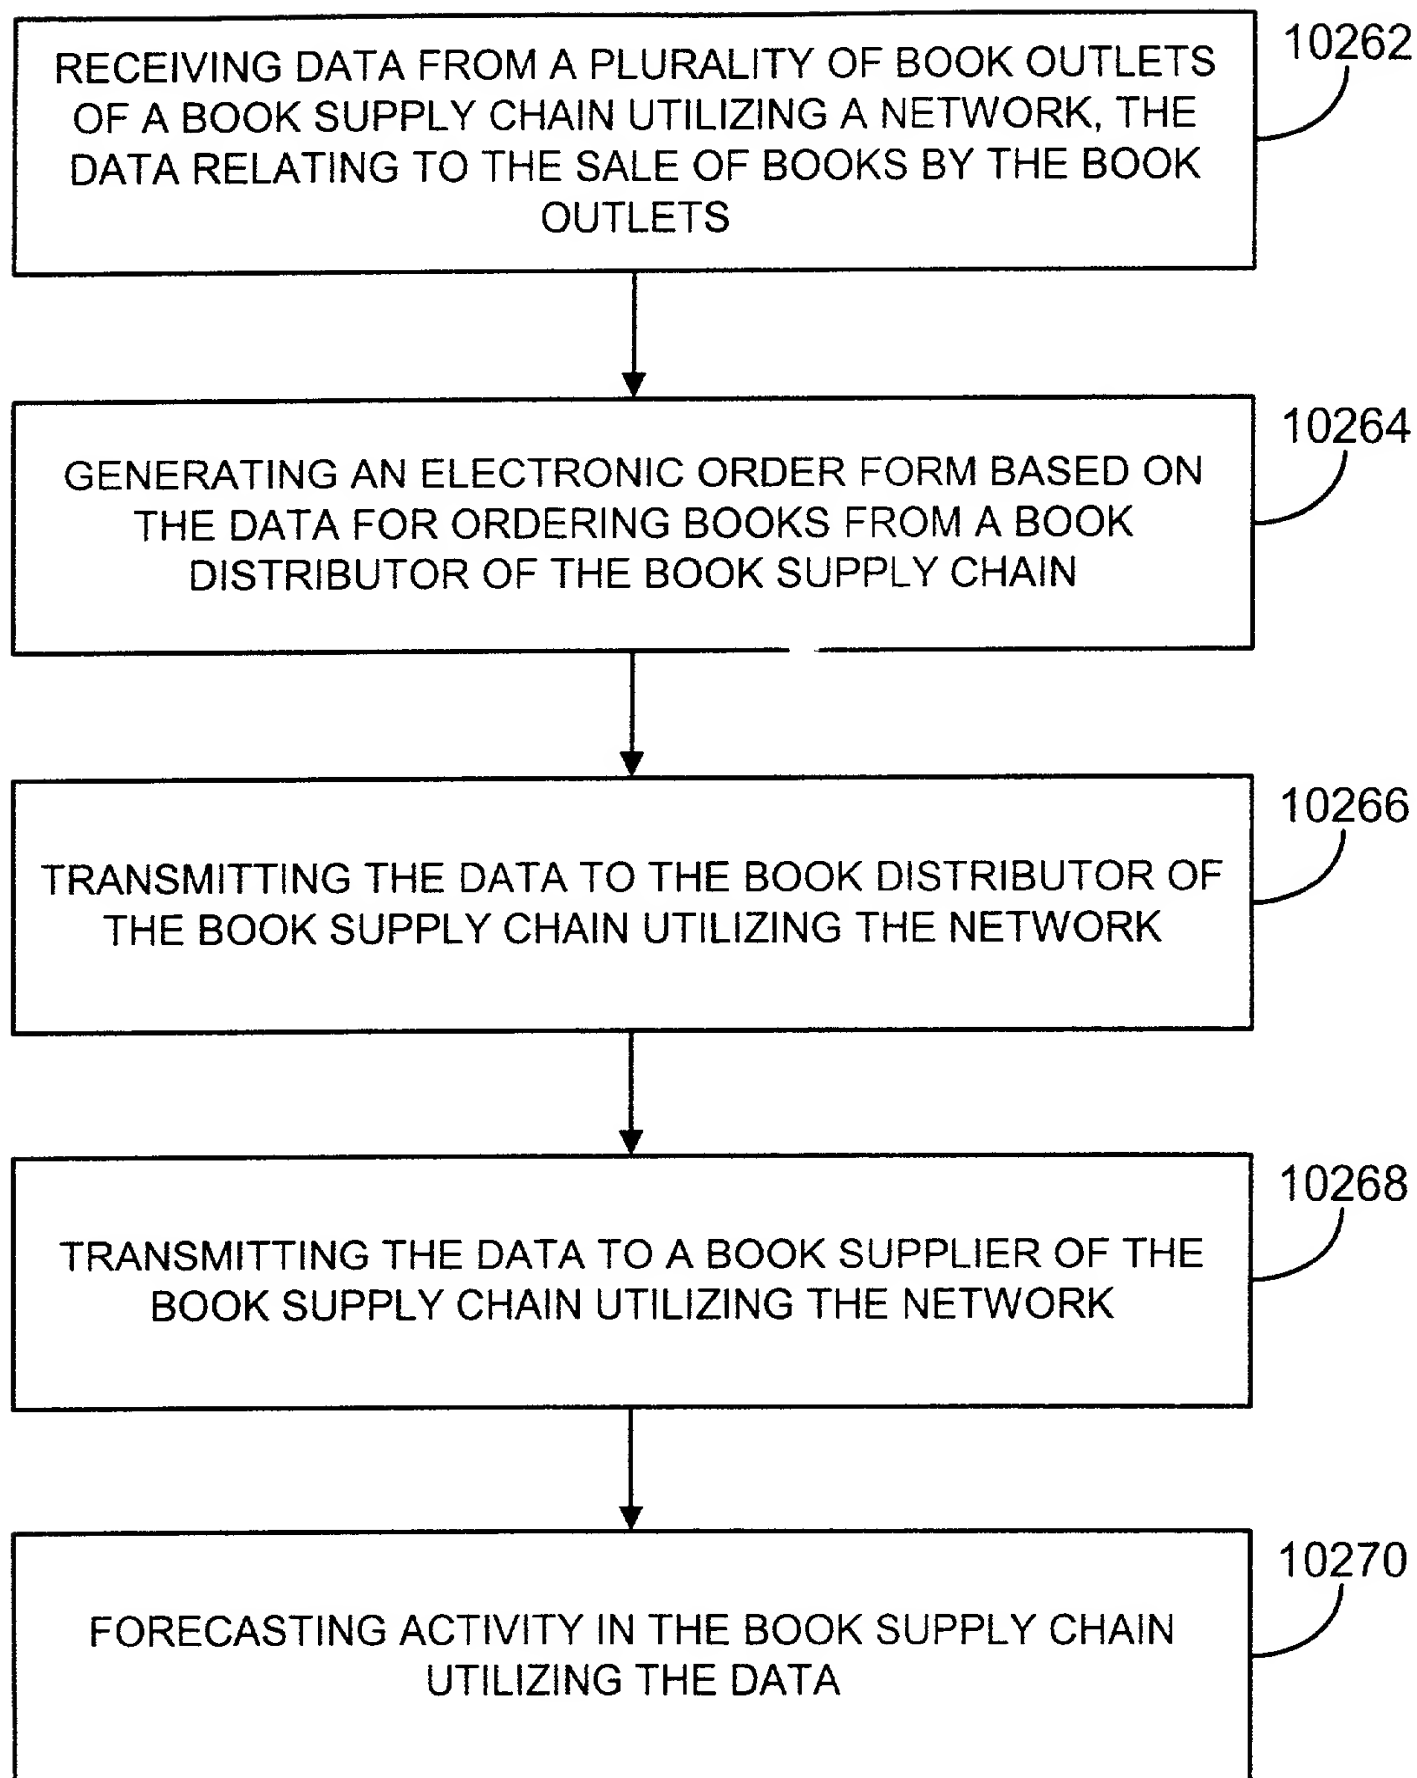 RECEIVING DATA FROM A PLURALITY OF BOOK OUTLETS
OF A BOOK SUPPLY CHAIN UTILIZING A NETWORK, THE
DATA RELATING TO THE SALE OF BOOKS BY THE BOOK
OUTLETS
10262
GENERATING AN ELECTRONIC ORDER FORM BASED ON
THE DATA FOR ORDERING BOOKS FROM A BOOK
DISTRIBUTOR OF THE BOOK SUPPLY CHAIN
10264
TRANSMITTING THE DATA TO THE BOOK DISTRIBUTOR OF
THE BOOK SUPPLY CHAIN UTILIZING THE NETWORK
10266
TRANSMITTING THE DATA TO A BOOK SUPPLIER OF THE
BOOK SUPPLY CHAIN UTILIZING THE NETWORK
10268
FORECASTING ACTIVITY IN THE BOOK SUPPLY CHAIN
UTILIZING THE DATA
10270